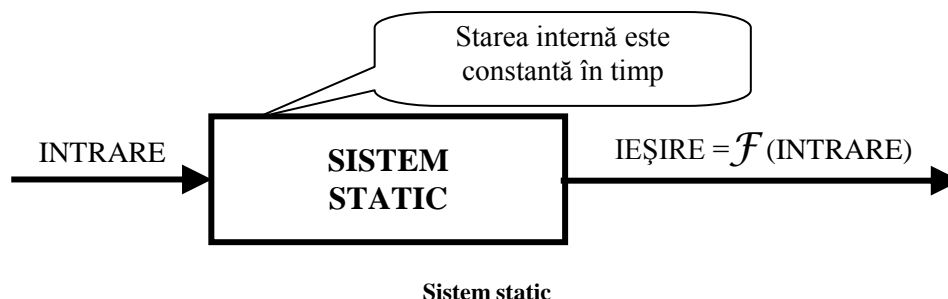 Starea internă este
constantă în timp
INTRARE
SISTEM
STATIC
IEŞIRE = ℱ (INTRARE)
Sistem static